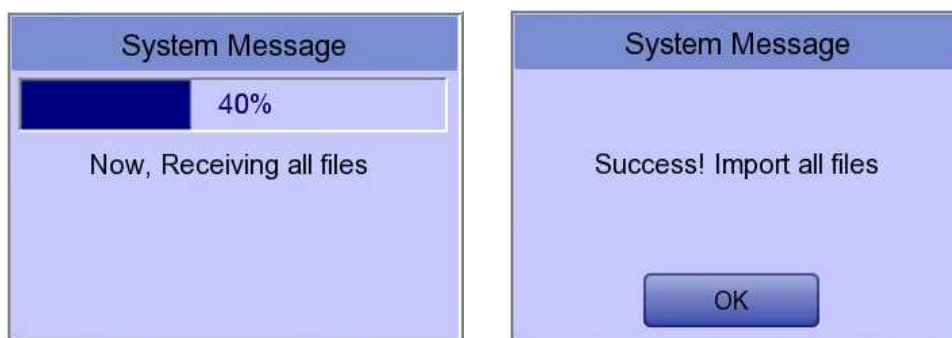 System Message
40%
Now, Receiving all files
System Message
Success! Import all files
OK